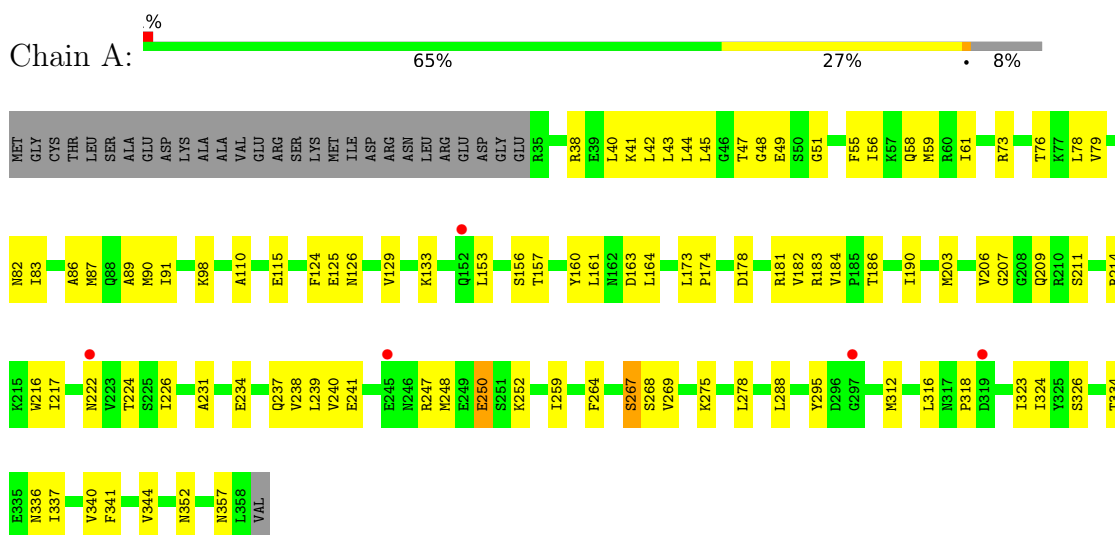 .%
Chain A:
65% 27% • 8%
MET GLY CYS THR LEU SER ALA GLU ASP LYS ALA ALA VAL GLU ARG SER LYS MET ILE ASP ARG ASN LEU ARG GLU ASP GLY GLU R35 R38 E39 L40 K41 L42 L43 L44 L45 G46 T47 G48 E49 S50 G51 F55 I56 K57 Q58 M59 R60 I61 R73 T76 K77 L78 V79
N82 I83 A86 M87 Q88 A89 M90 I91 K98 A110 E115 F124 E125 N126 V129 K133 Q152 L153 S156 T157 Y160 L161 N162 D163 L164 L173 P174 D178 R181 V182 R183 V184 P185 T186 I190 M203 V206 G207 G208 Q209 R210 S211
K215 W216 I217 N222 V223 T224 S225 I226 A231 E234 Q237 V238 L239 V240 E241 E245 N246 R247 M248 E249 E250 S251 K252 I259 F264 S267 S268 V269 K275 L278 L288 Y295 D296 G297 M312 L316 N317 P318 D319 I323 I324 Y325 S326
E335 N336 I337 V340 F341 V344 N352 N357 L358 VAL